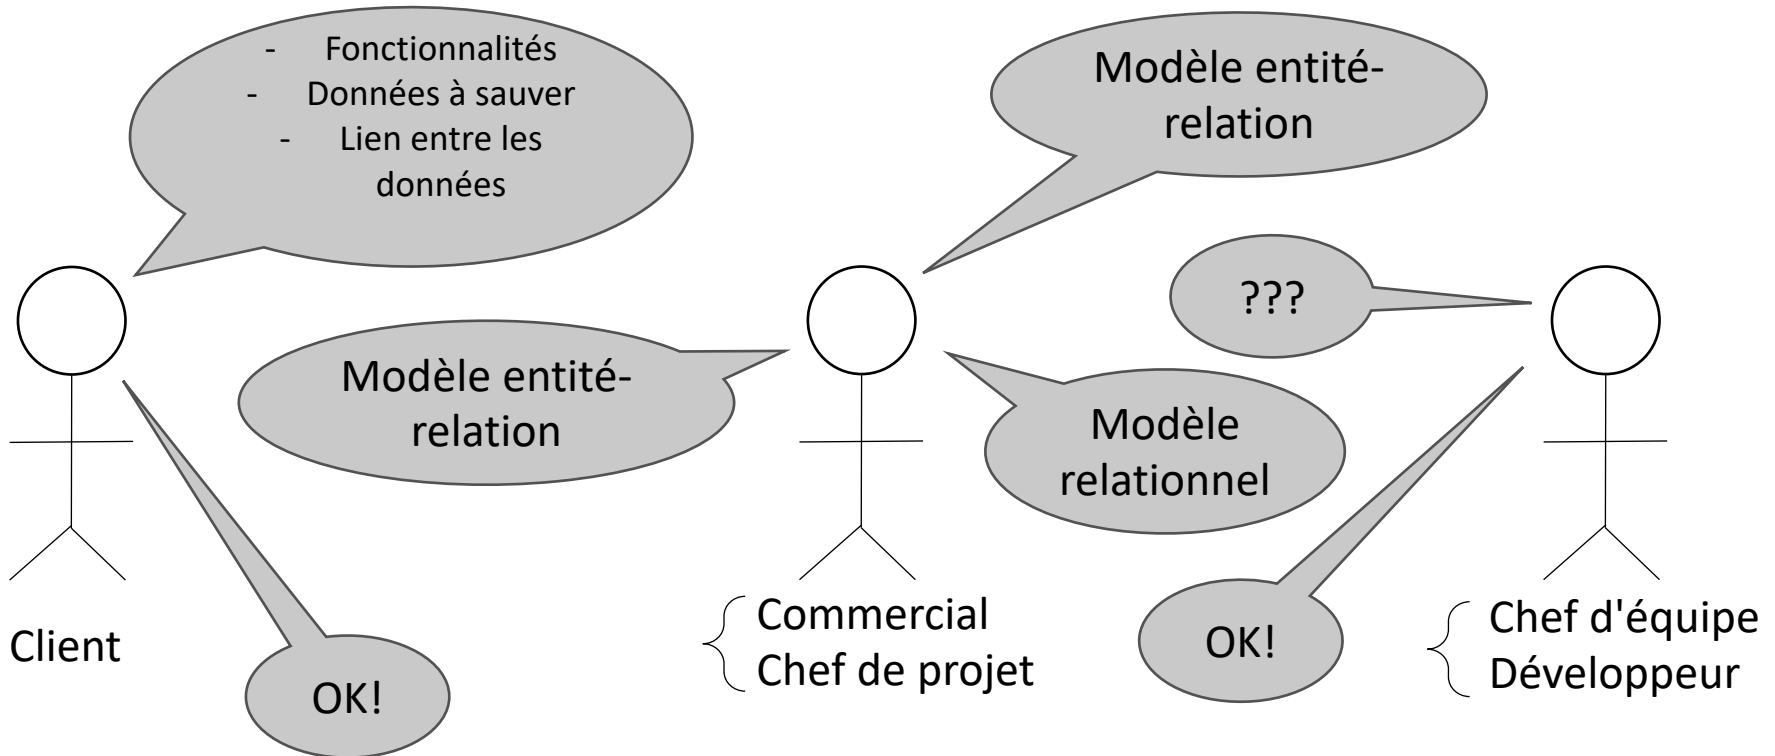 - Fonctionnalités
- Données à sauver
- Lien entre les
données
Modèle entité-
relation
???
Modèle entité-
relation
Modèle
relationnel
Client
OK!
Commercial
Chef de projet
OK!
Chef d'équipe
Développeur